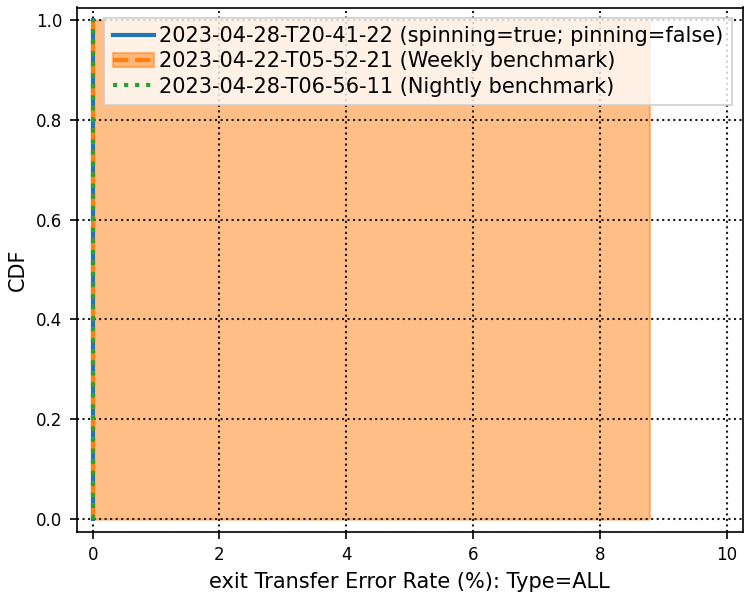 2023-04-28-T20-41-22 (spinning=true; pinning=false)
2023-04-22-T05-52-21 (Weekly benchmark)
2023-04-28-T06-56-11 (Nightly benchmark)
1.0
0.8
0.6
0.4
0.2
0.0
CDF
0 2 4 6 8 10
exit Transfer Error Rate (%): Type=ALL